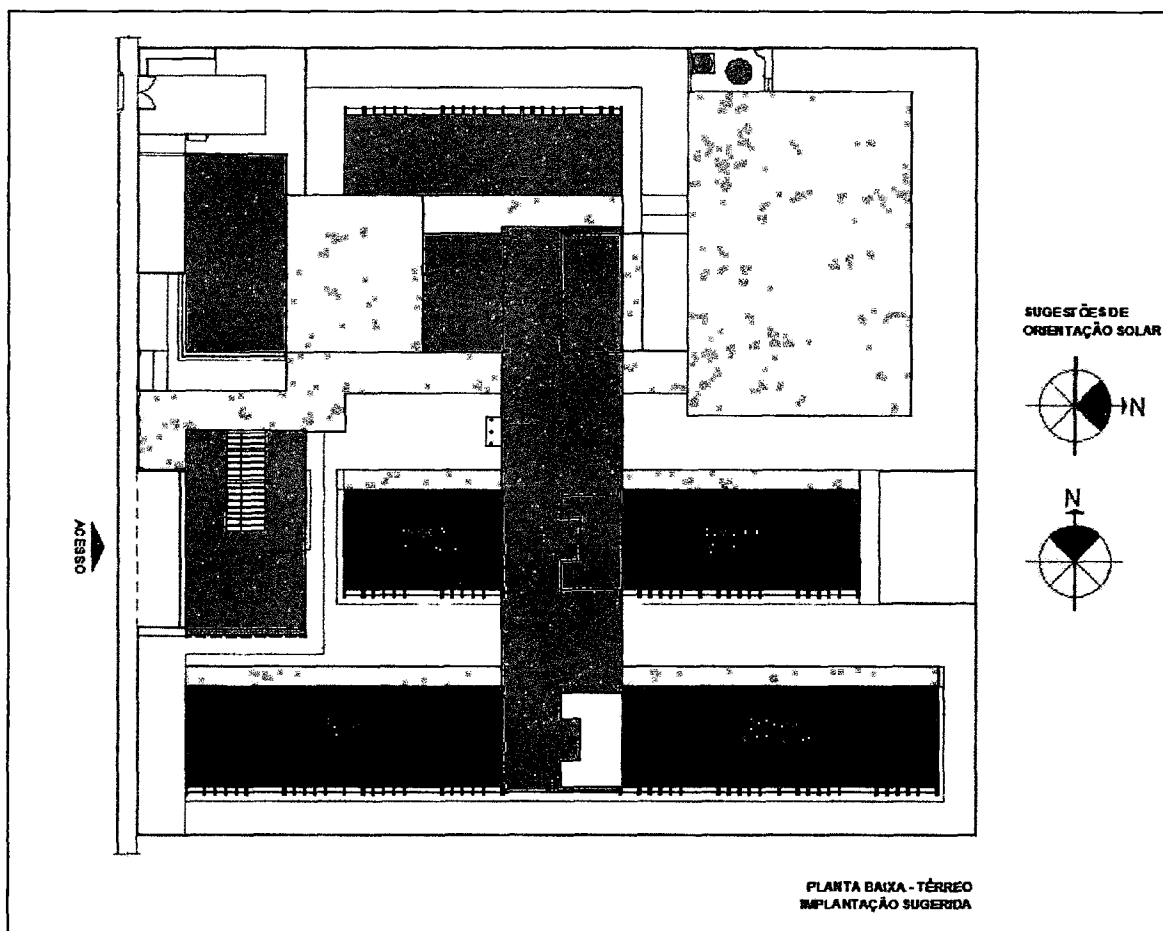 SUGESTÕES DE
ORIENTAÇÃO SOLAR
N
N
ACESSO
PLANTA BAIXA - TÉRREO
IMPLANTAÇÃO SUGERIDA